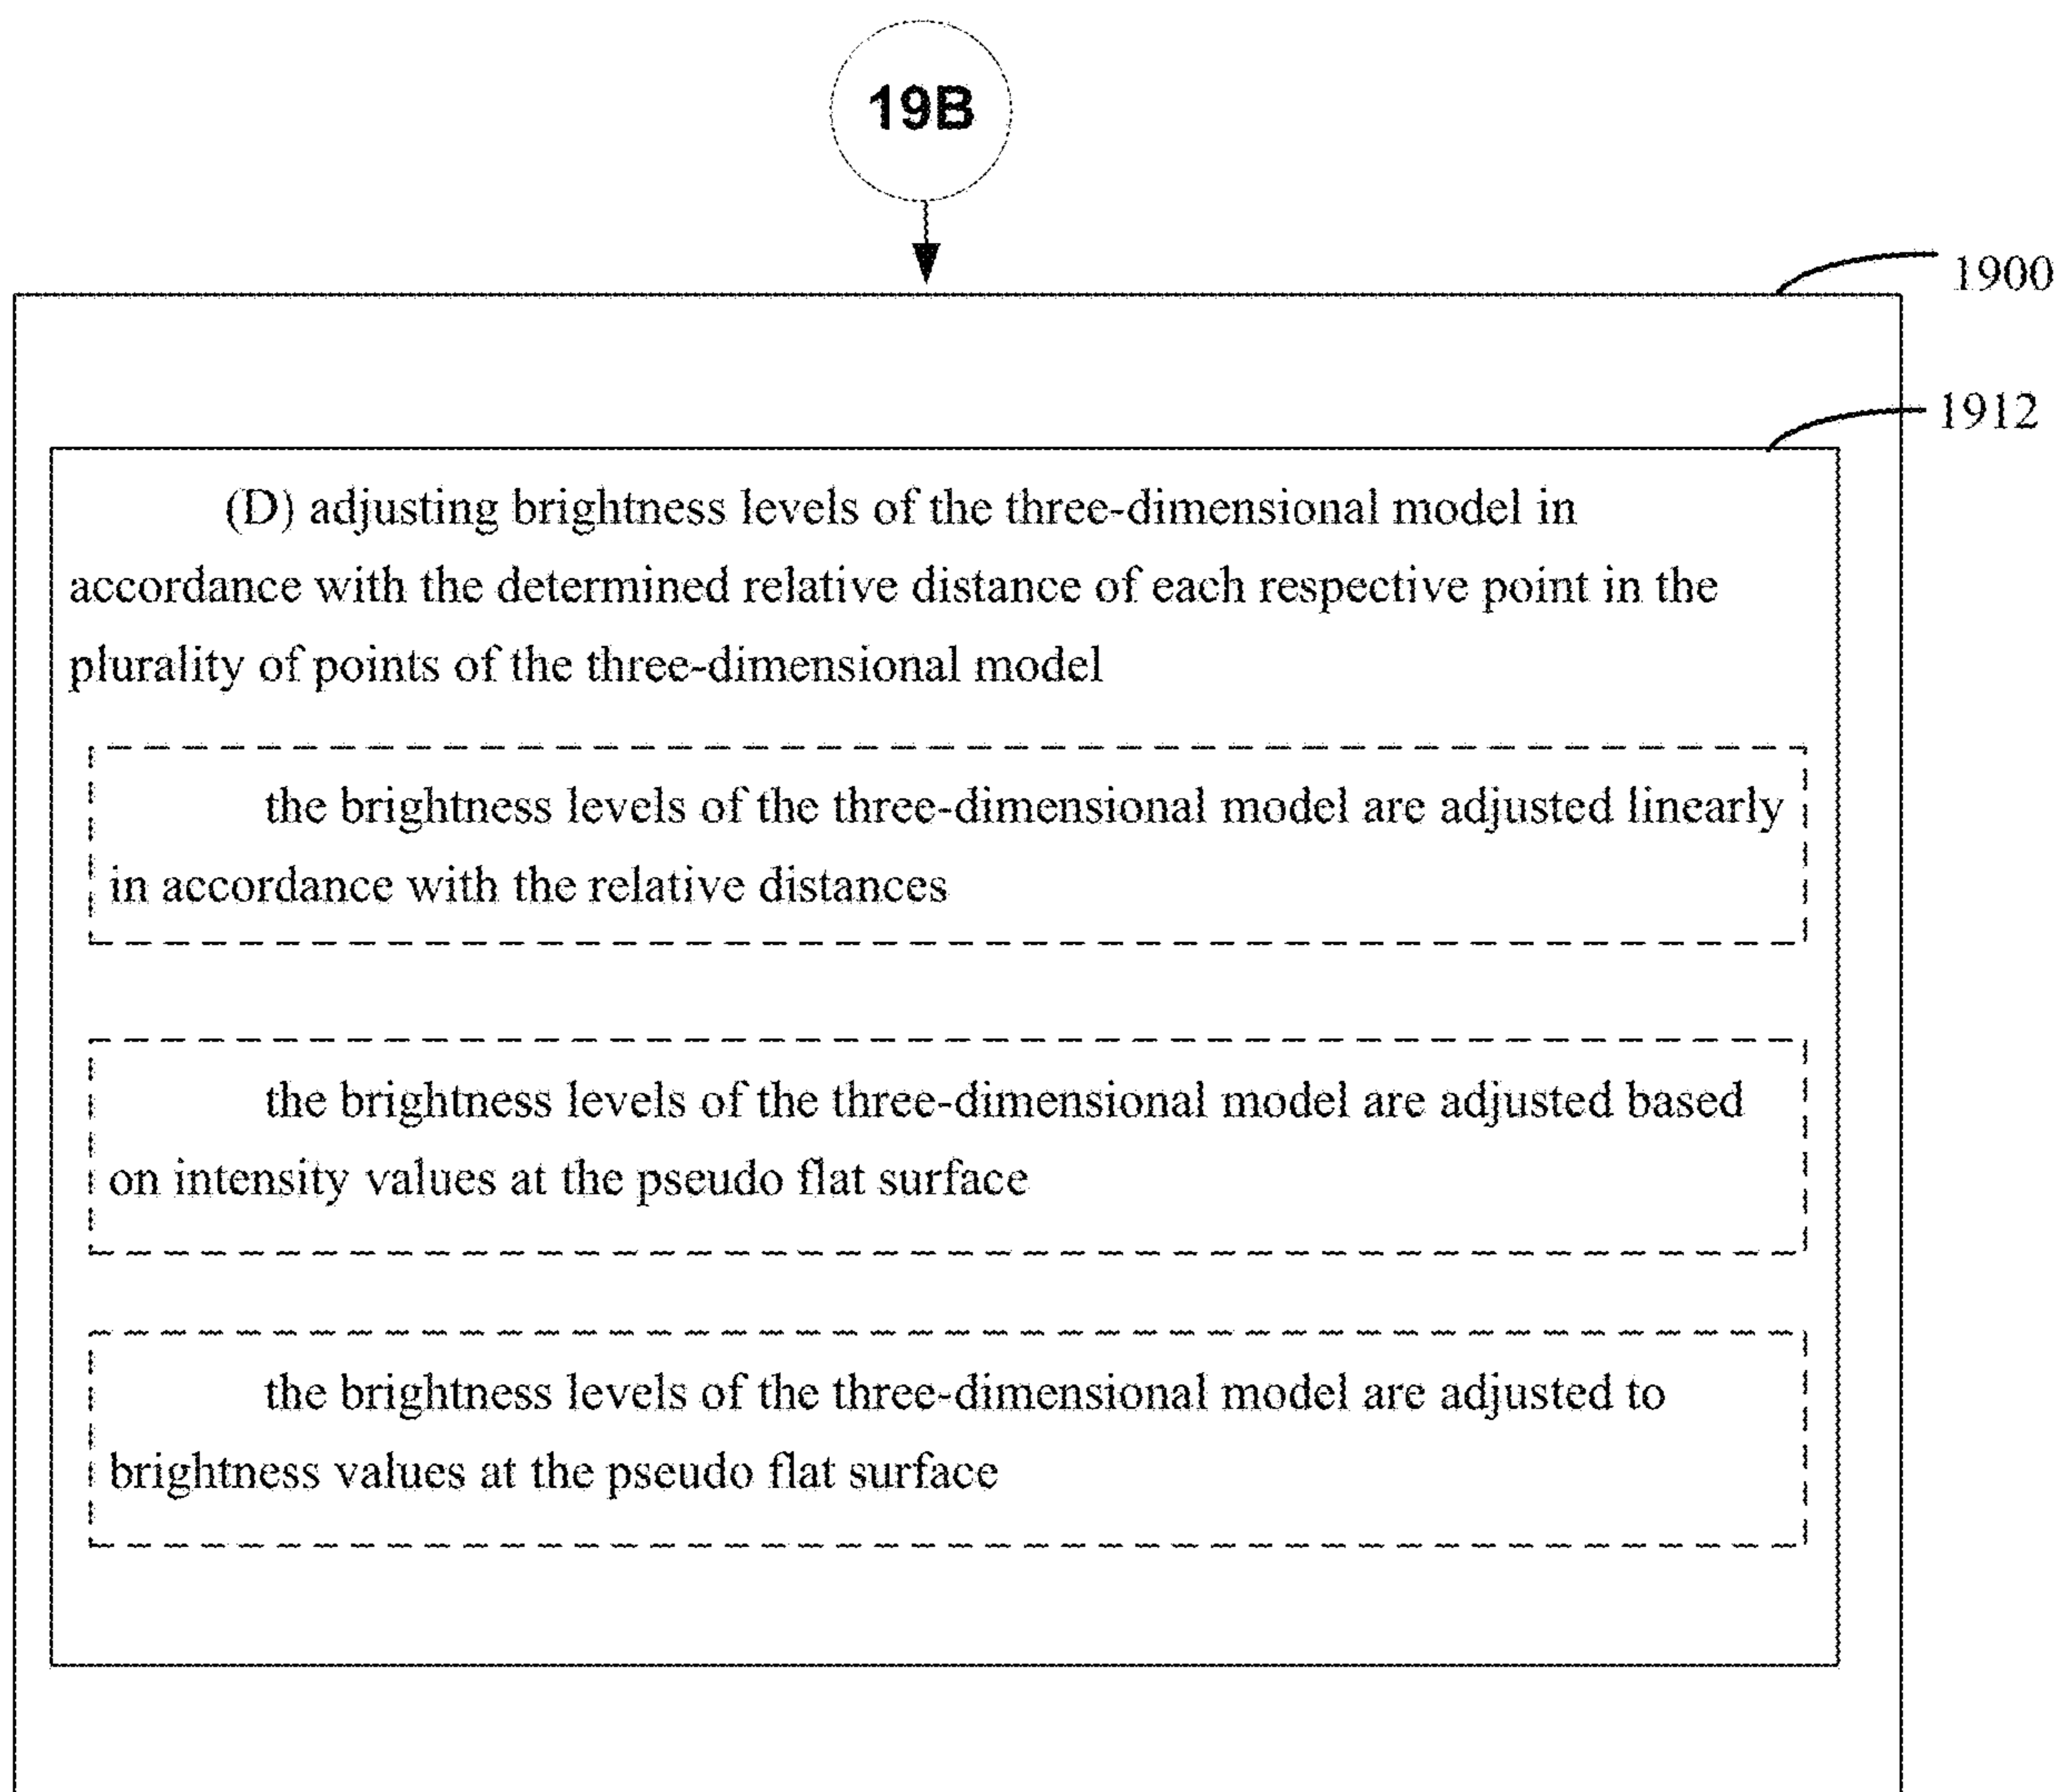 19B
1900
1912
(D) adjusting brightness levels of the three-dimensional model in
accordance with the determined relative distance of each respective point in the
plurality of points of the three-dimensional model
the brightness levels of the three-dimensional model are adjusted linearly
in accordance with the relative distances
the brightness levels of the three-dimensional model are adjusted based
on intensity values at the pseudo flat surface
the brightness levels of the three-dimensional model are adjusted to
brightness values at the pseudo flat surface